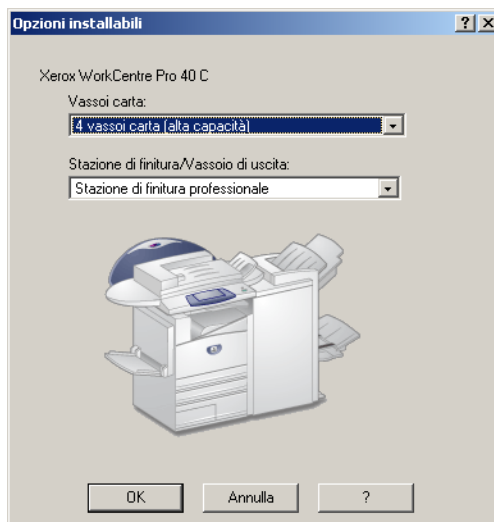 Opzioni installabili
Xerox WorkCentre Pro 40 C
Vassoi carta:
4 vassoi carta (alta capacità)
Stazione di finitura/Vassoio di uscita:
Stazione di finitura professionale
OK Annulla ?